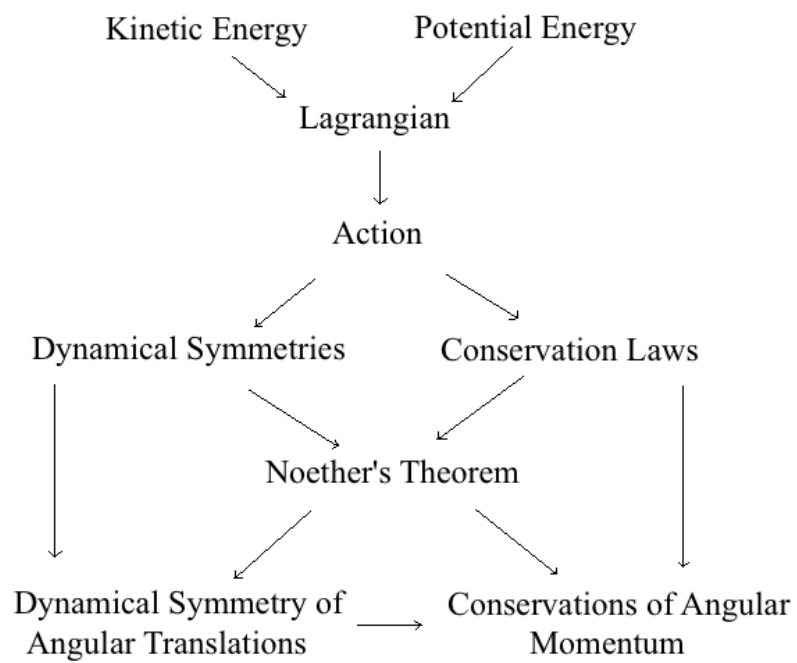 Kinetic Energy
Potential Energy
Lagrangian
Action
Dynamical Symmetries
Conservation Laws
Noether's Theorem
Dynamical Symmetry of
Angular Translations
Conservations of Angular
Momentum